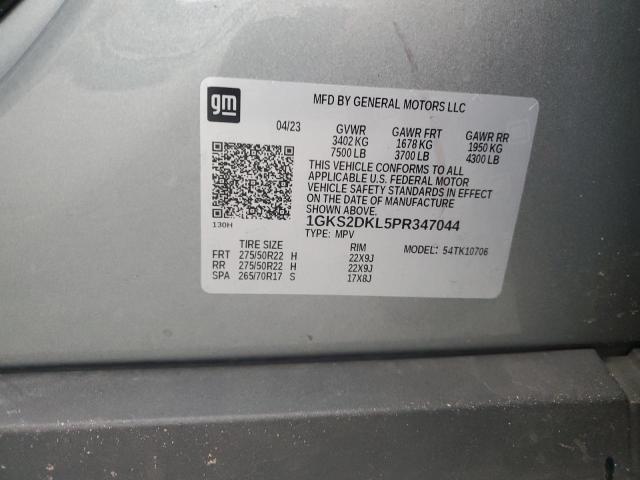 gm
MFD BY GENERAL MOTORS LLC
04/23 GVWR GAWR FRT GAWR RR
3402 KG 1678 KG 1950 KG
7500 LB 3700 LB 4300 LB
THIS VEHICLE CONFORMS TO ALL
APPLICABLE U.S. FEDERAL MOTOR
VEHICLE SAFETY STANDARDS IN EFFECT
ON THE DATE OF MANUFACTURE
SHOWN ABOVE.
130H 1GKS2DKL5PR347044
TYPE: MPV MODEL: 54TK10706
TIRE SIZE RIM
FRT 275/50R22 H 22X9J
RR 275/50R22 H 22X9J
SPA 265/70R17 S 17X8J